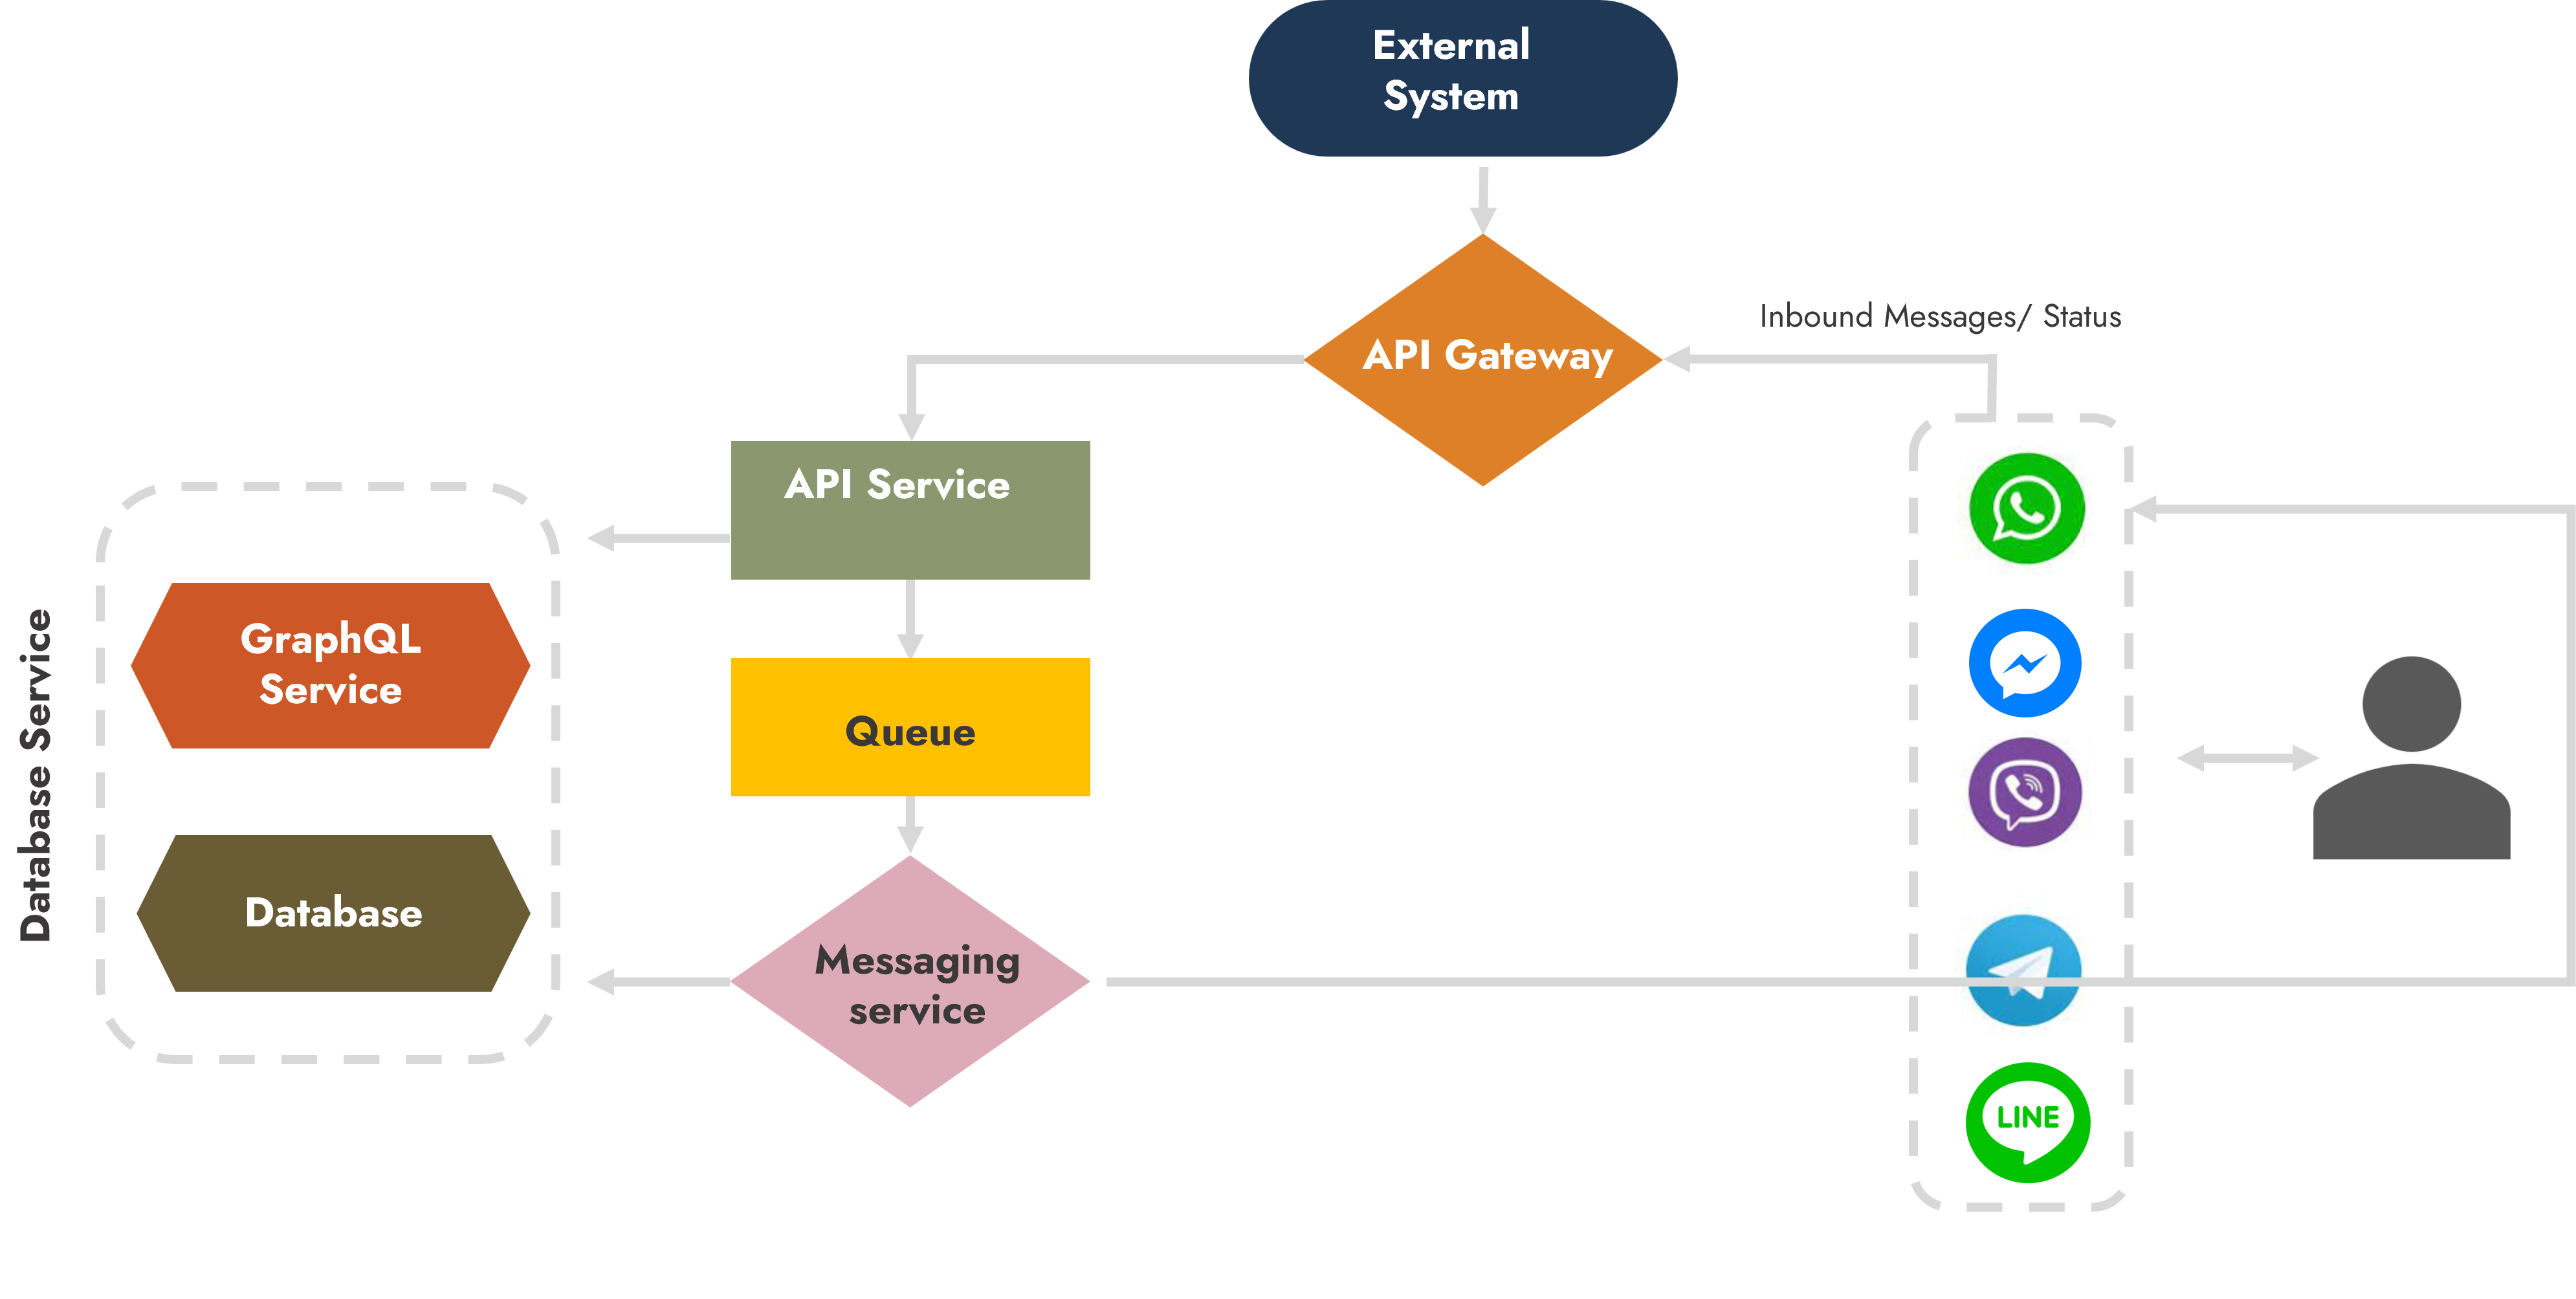 External
System
Inbound Messages/ Status
API Gateway
API Service
Database Service
GraphQL
Service
Queue
Database
Messaging
service
LINE